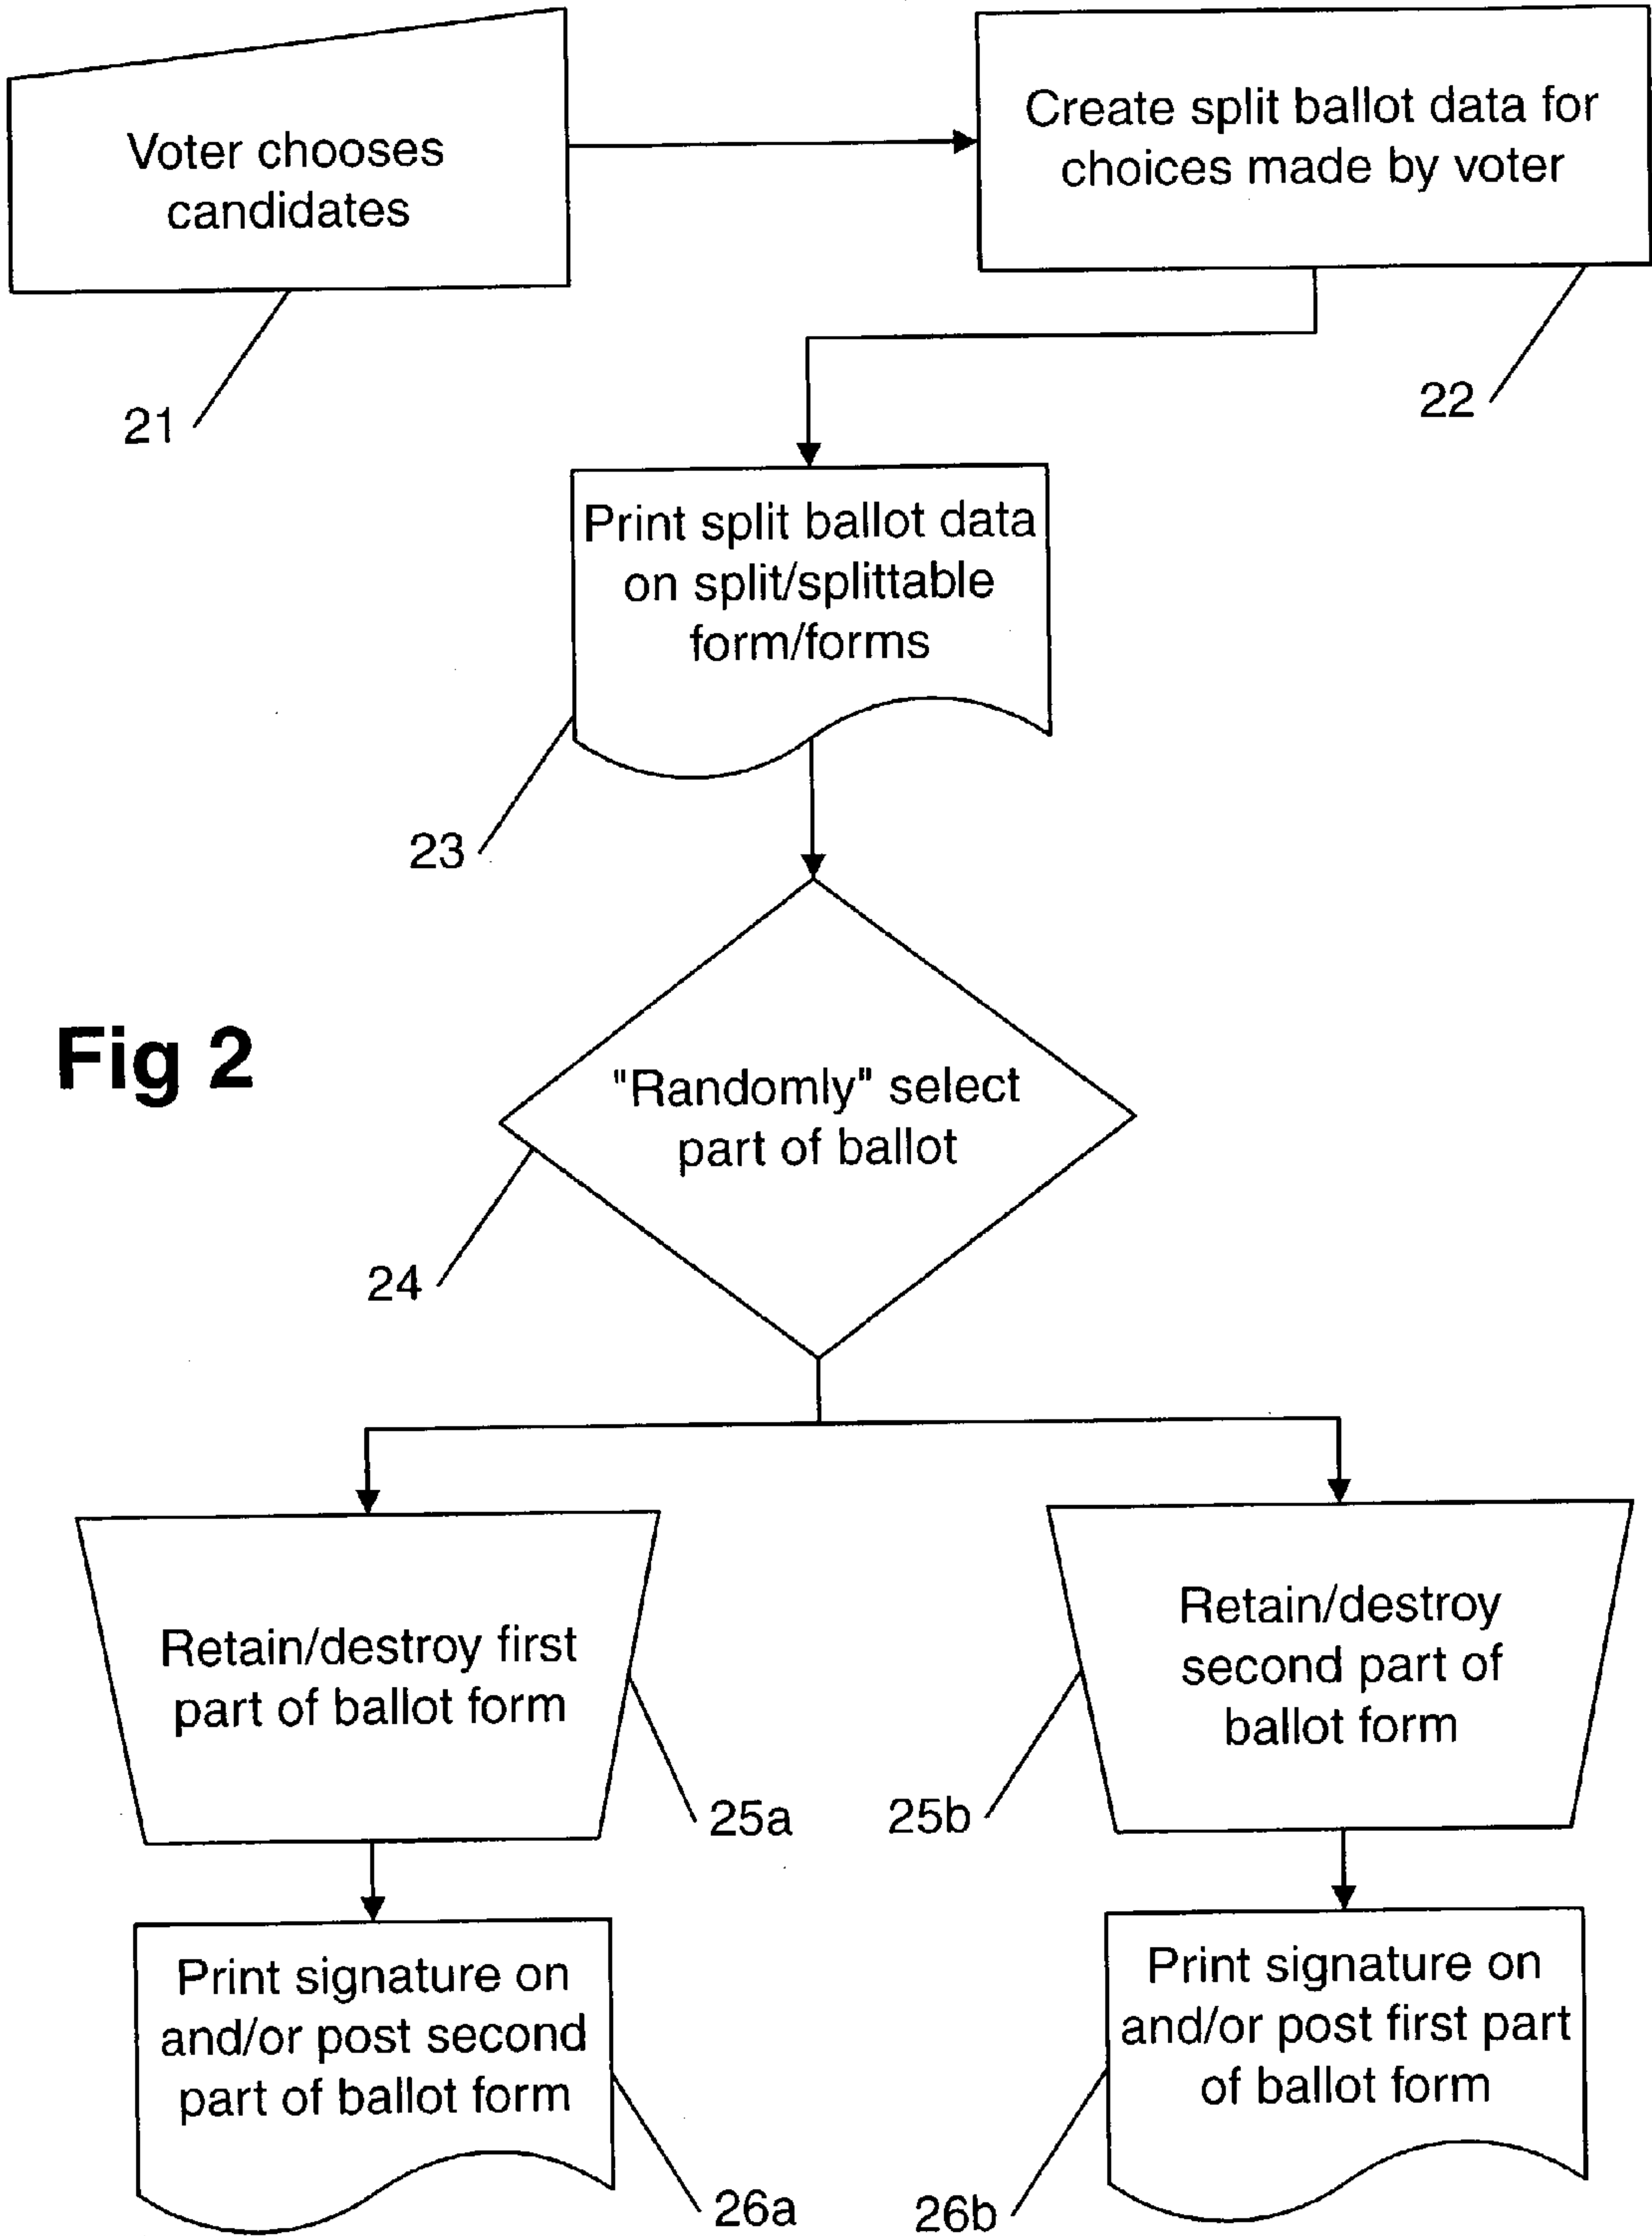 Voter chooses
candidates
Create split ballot data for
choices made by voter
21
22
Print split ballot data
on split/splittable
form/forms
23
Fig 2
"Randomly" select
part of ballot
24
Retain/destroy first
part of ballot form
Retain/destroy
second part of
ballot form
25a
25b
Print signature on
and/or post second
part of ballot form
Print signature on
and/or post first part
of ballot form
26a
26b